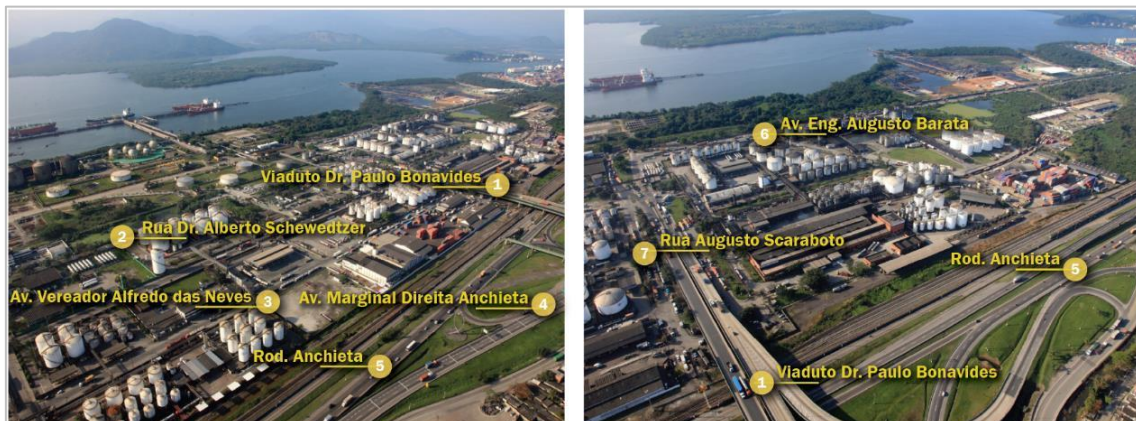 Viaduto Dr. Paulo Bonavides 1
2 Rua Dr. Alberto Schewedtzer
Av. Vereador Alfredo das Neves 3
Av. Marginal Direita Anchieta 4
Rod. Anchieta 5
6 Av. Eng. Augusto Barata
7 Rua Augusto Scaraboto
Rod. Anchieta 5
1 Viaduto Dr. Paulo Bonavides